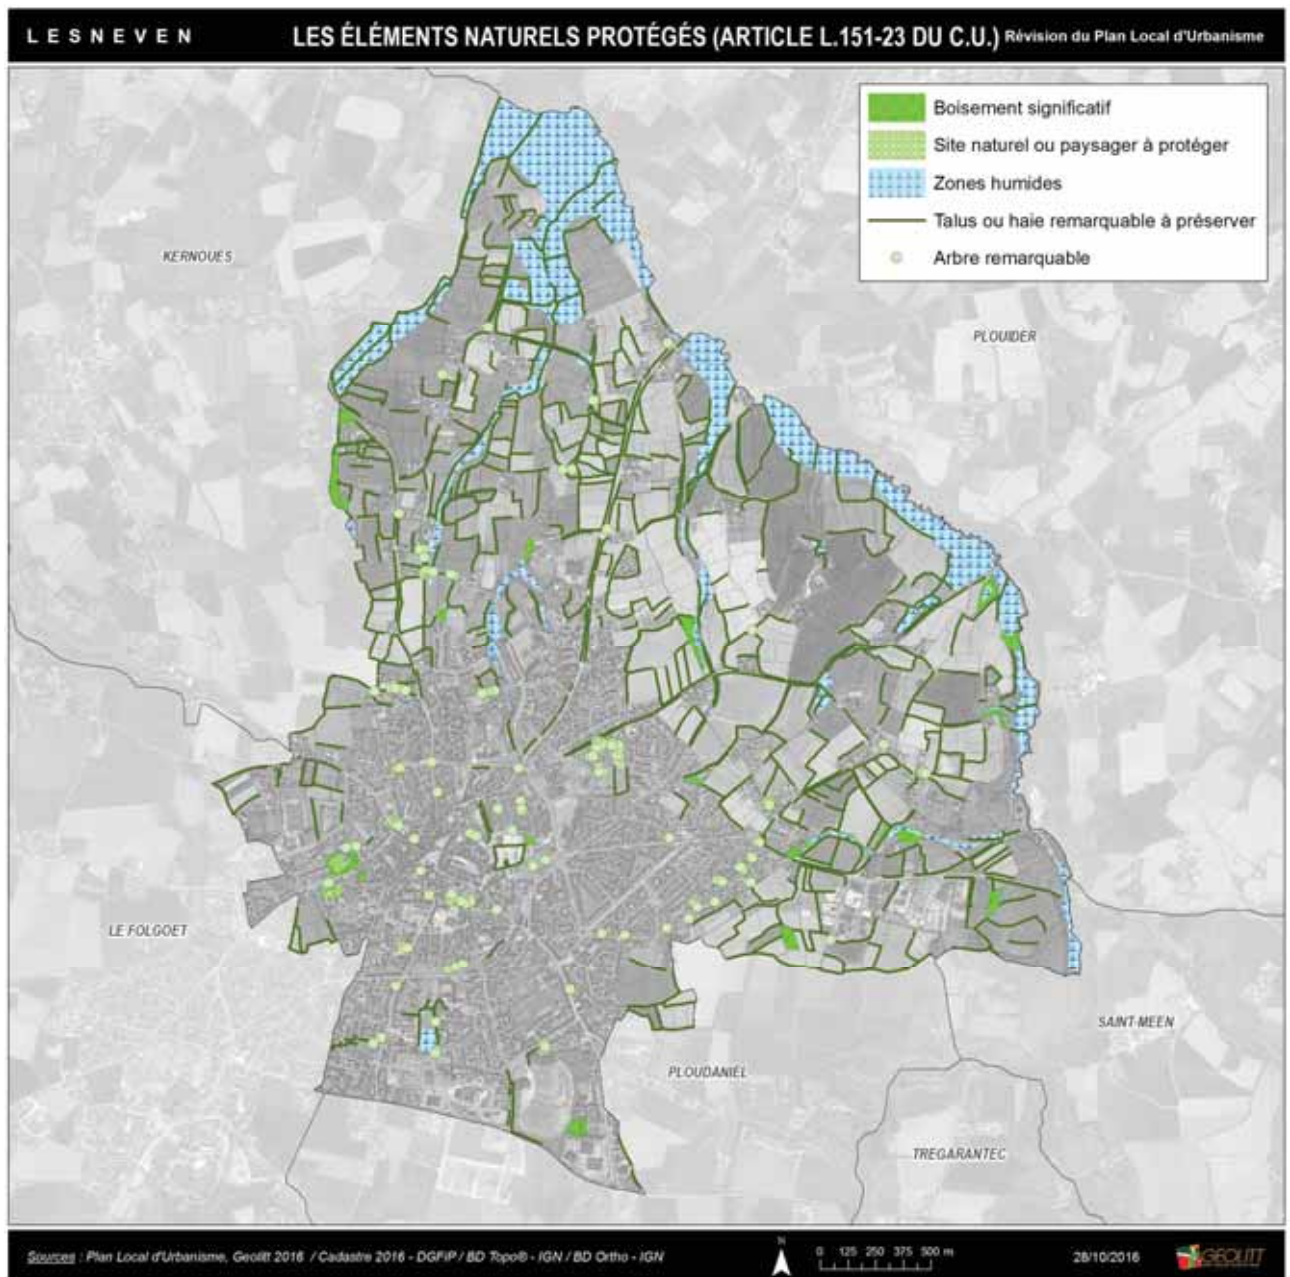 LESNEVEN LES ÉLÉMENTS NATURELS PROTÉGÉS (ARTICLE L.151-23 DU C.U.) Révision du Plan Local d'Urbanisme
Boisement significatif
Site naturel ou paysager à protéger
Zones humides
Talus ou haie remarquable à préserver
Arbre remarquable
KERNOUES
PLOUIDER
LE FOLGOET
SAINT-MEEN
PLOUDANIEL
TREGARANTEC
Sources : Plan Local d'Urbanisme, Geolitt 2016 / Cadastre 2016 - DGFiP / BD Topo® - IGN / BD Ortho - IGN
N
0 125 250 375 500 m
28/10/2016
GEOLITT